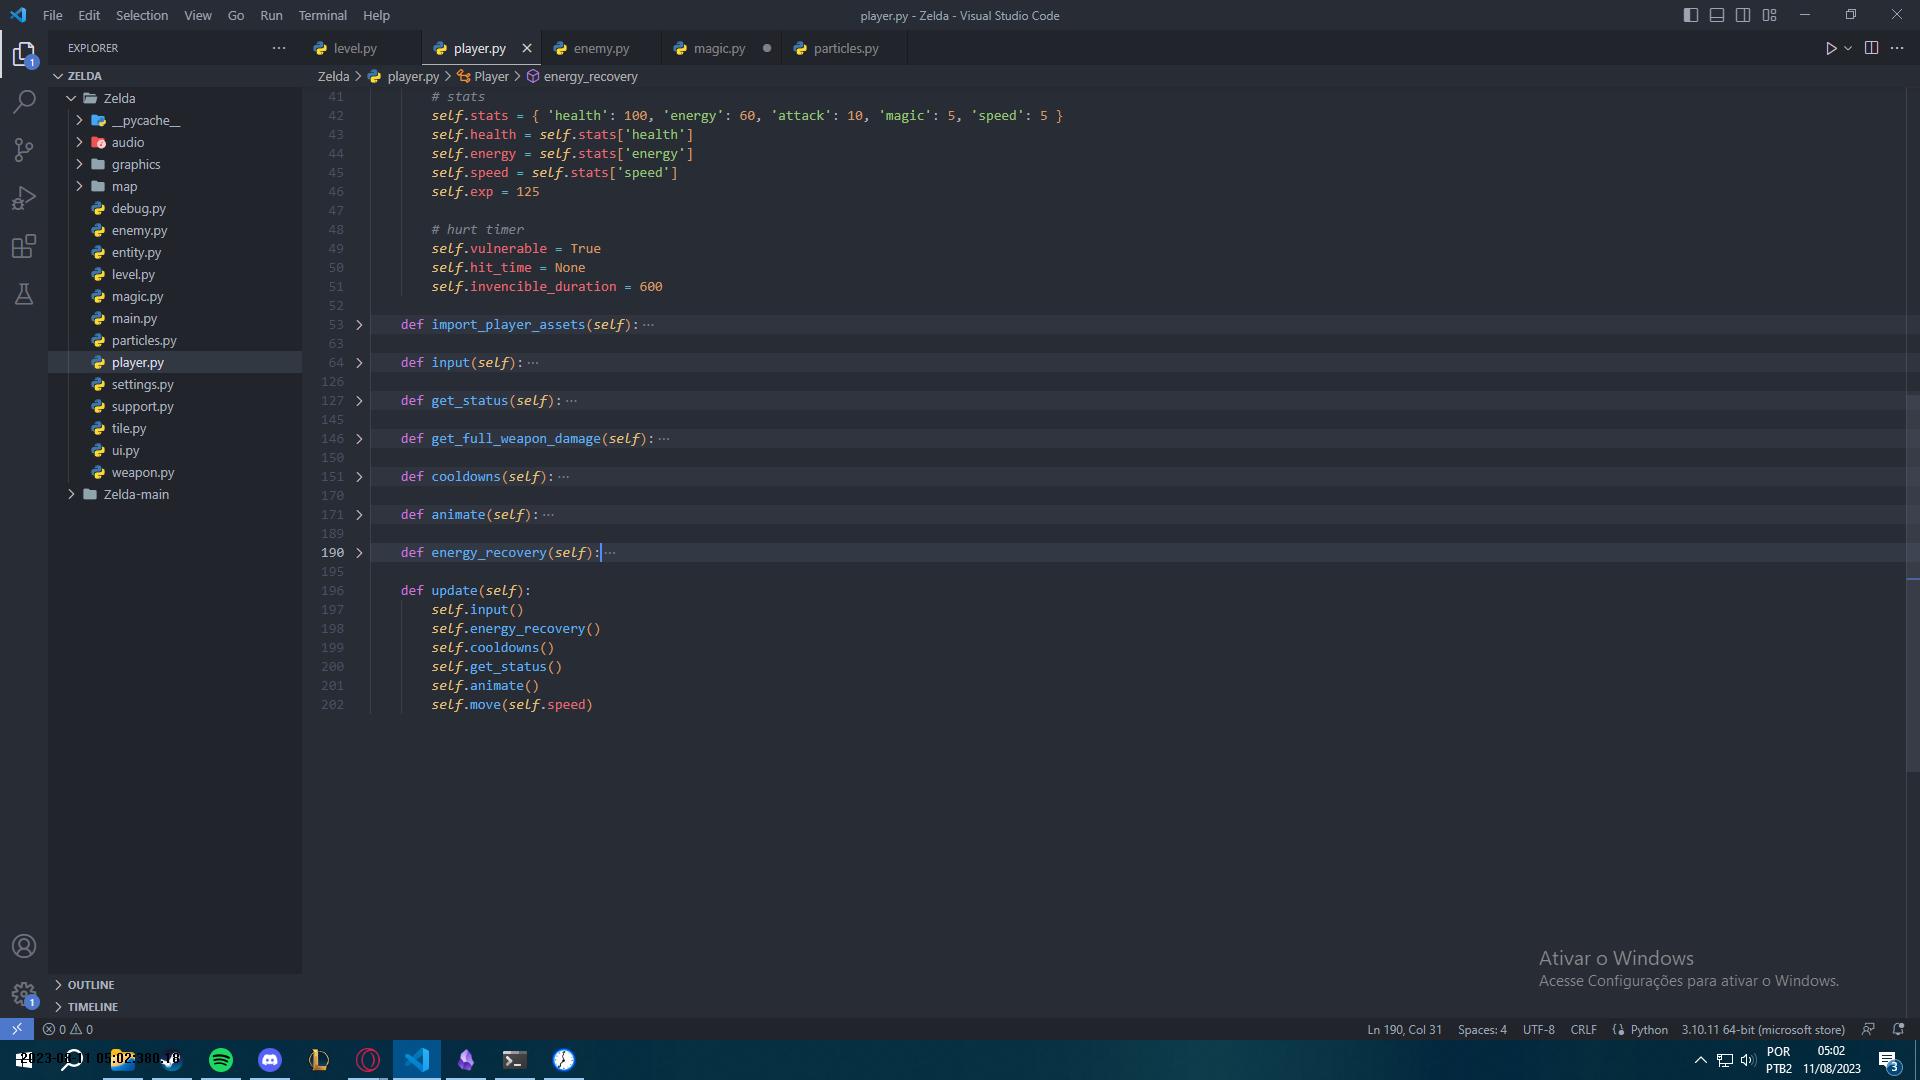 File Edit Selection View Go Run Terminal Help
player.py - Zelda - Visual Studio Code
EXPLORER
level.py player.py enemy.py magic.py particles.py
ZELDA
Zelda > player.py > Player > energy_recovery
Zelda
__pycache__
audio
graphics
map
debug.py
enemy.py
entity.py
level.py
magic.py
main.py
particles.py
player.py
settings.py
support.py
tile.py
ui.py
weapon.py
Zelda-main
OUTLINE
TIMELINE
41 # stats
42 self.stats = { 'health': 100, 'energy': 60, 'attack': 10, 'magic': 5, 'speed': 5 }
43 self.health = self.stats['health']
44 self.energy = self.stats['energy']
45 self.speed = self.stats['speed']
46 self.exp = 125
47
48 # hurt timer
49 self.vulnerable = True
50 self.hit_time = None
51 self.invencible_duration = 600
52
53 def import_player_assets(self): ...
63
64 def input(self): ...
126
127 def get_status(self): ...
145
146 def get_full_weapon_damage(self): ...
150
151 def cooldowns(self): ...
170
171 def animate(self): ...
189
190 def energy_recovery(self): ...
195
196 def update(self):
197 self.input()
198 self.energy_recovery()
199 self.cooldowns()
200 self.get_status()
201 self.animate()
202 self.move(self.speed)
Ativar o Windows
Acesse Configurações para ativar o Windows.
1
1
0 0
Ln 190, Col 31 Spaces: 4 UTF-8 CRLF Python 3.10.11 64-bit (microsoft store)
POR
PTB2
05:02
11/08/2023
3